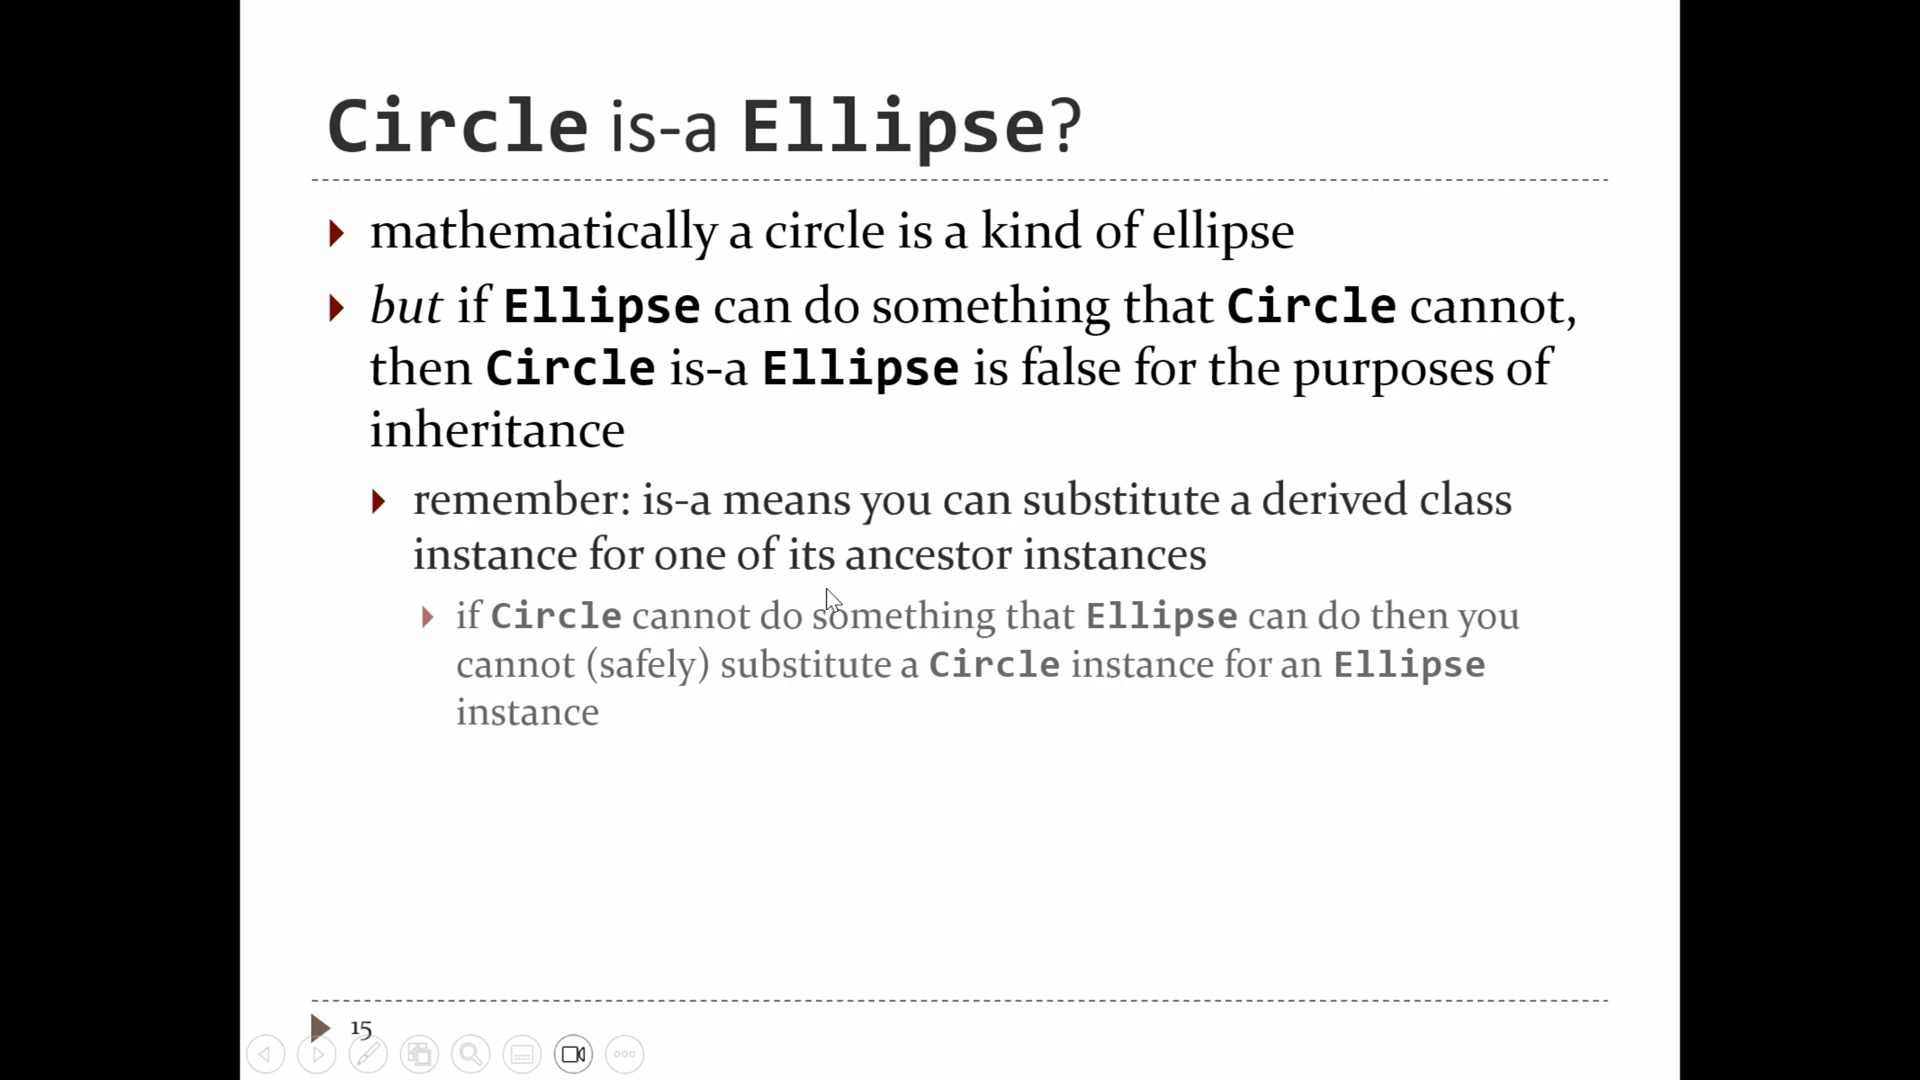 Circle is-a Ellipse?
mathematically a circle is a kind of ellipse
but if Ellipse can do something that Circle cannot,
then Circle is-a Ellipse is false for the purposes of
inheritance
remember: is-a means you can substitute a derived class
instance for one of its ancestor instances
if Circle cannot do something that Ellipse can do then you
cannot (safely) substitute a Circle instance for an Ellipse
instance
15